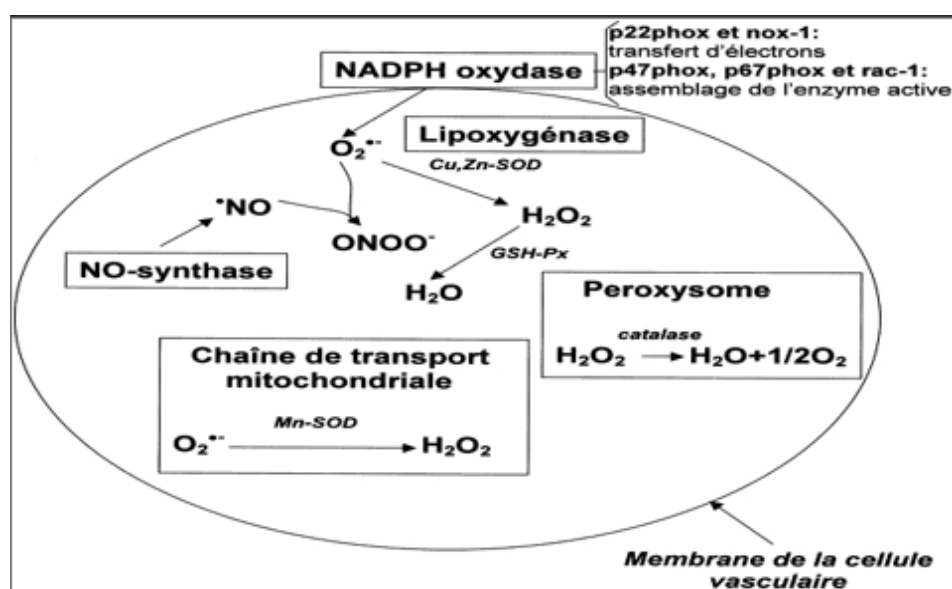 p22phox et nox-1:
transfert d'électrons
NADPH oxydase
p47phox, p67phox et rac-1:
assemblage de l'enzyme active
Lipoxygénase
O₂•-
Cu,Zn-SOD
•NO
H₂O₂
ONOO-
GSH-Px
NO-synthase
H₂O
Peroxysome
catalase
H₂O₂ → H₂O+1/2O₂
Chaîne de transport
mitochondriale
Mn-SOD
O₂•- → H₂O₂
Membrane de la cellule
vasculaire